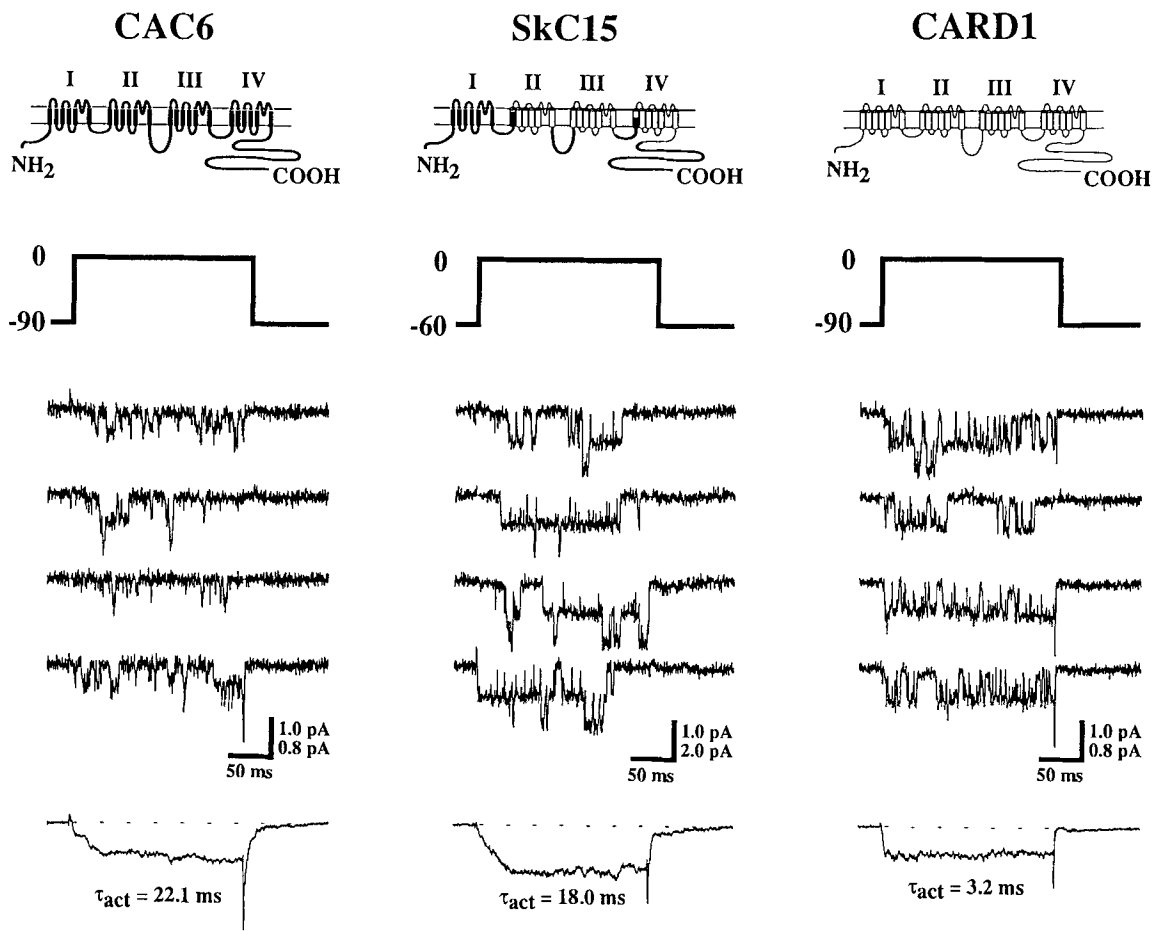 CAC6 SkC15 CARD1
I II III IV I II III IV I II III IV
NH2 COOH NH2 COOH NH2 COOH
0 0 0
-90 -60 -90
1.0 pA 1.0 pA 1.0 pA
0.8 pA 2.0 pA 0.8 pA
50 ms 50 ms 50 ms
τact = 22.1 ms τact = 18.0 ms τact = 3.2 ms